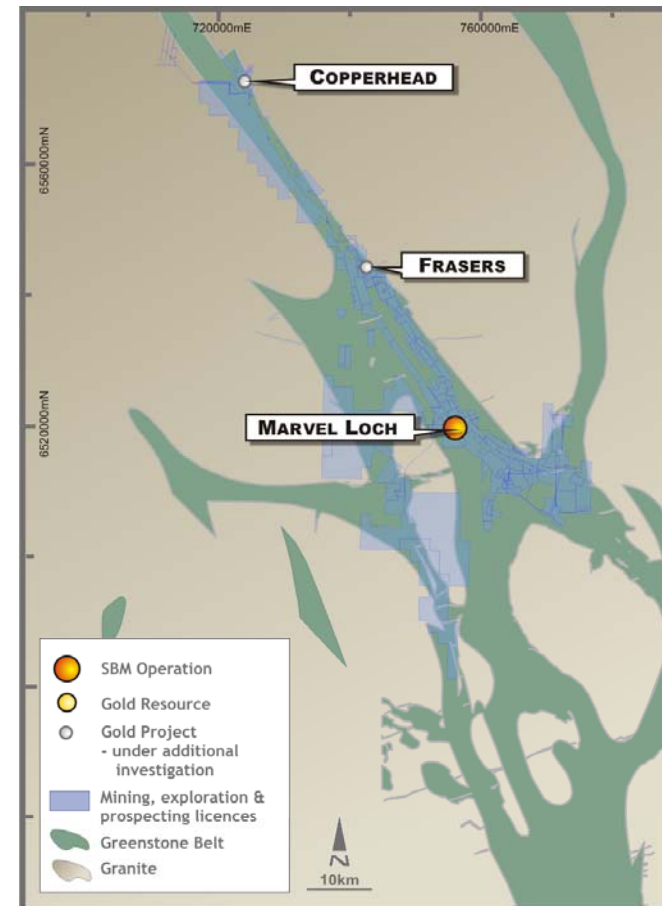 720000mE
760000mE
COPPERHEAD
6560000mN
FRASERS
MARVEL LOCH
6520000mN
SBM Operation
Gold Resource
Gold Project
- under additional
investigation
Mining, exploration &
prospecting licences
Greenstone Belt
Granite
N
10km